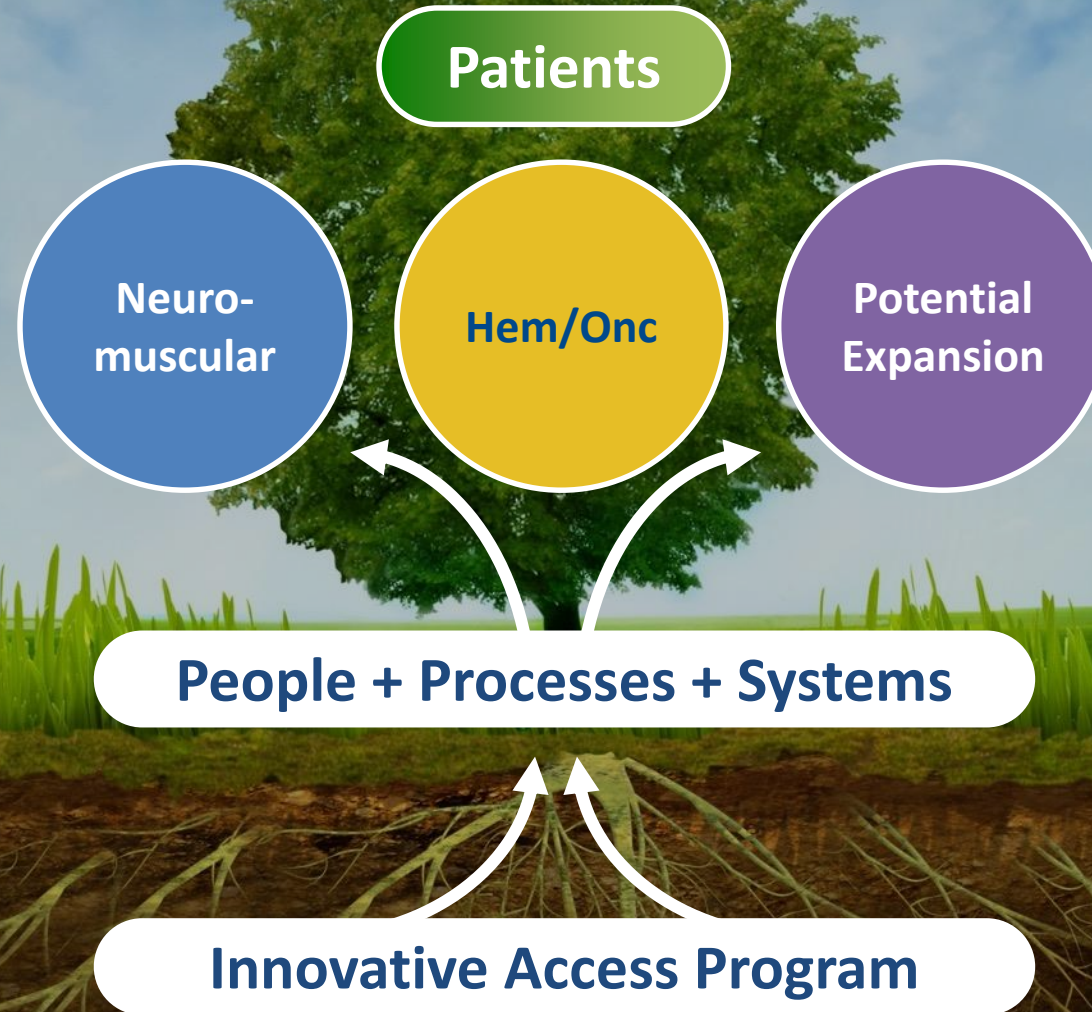 Patients
Neuro-
muscular
Hem/Onc
Potential
Expansion
People + Processes + Systems
Innovative Access Program